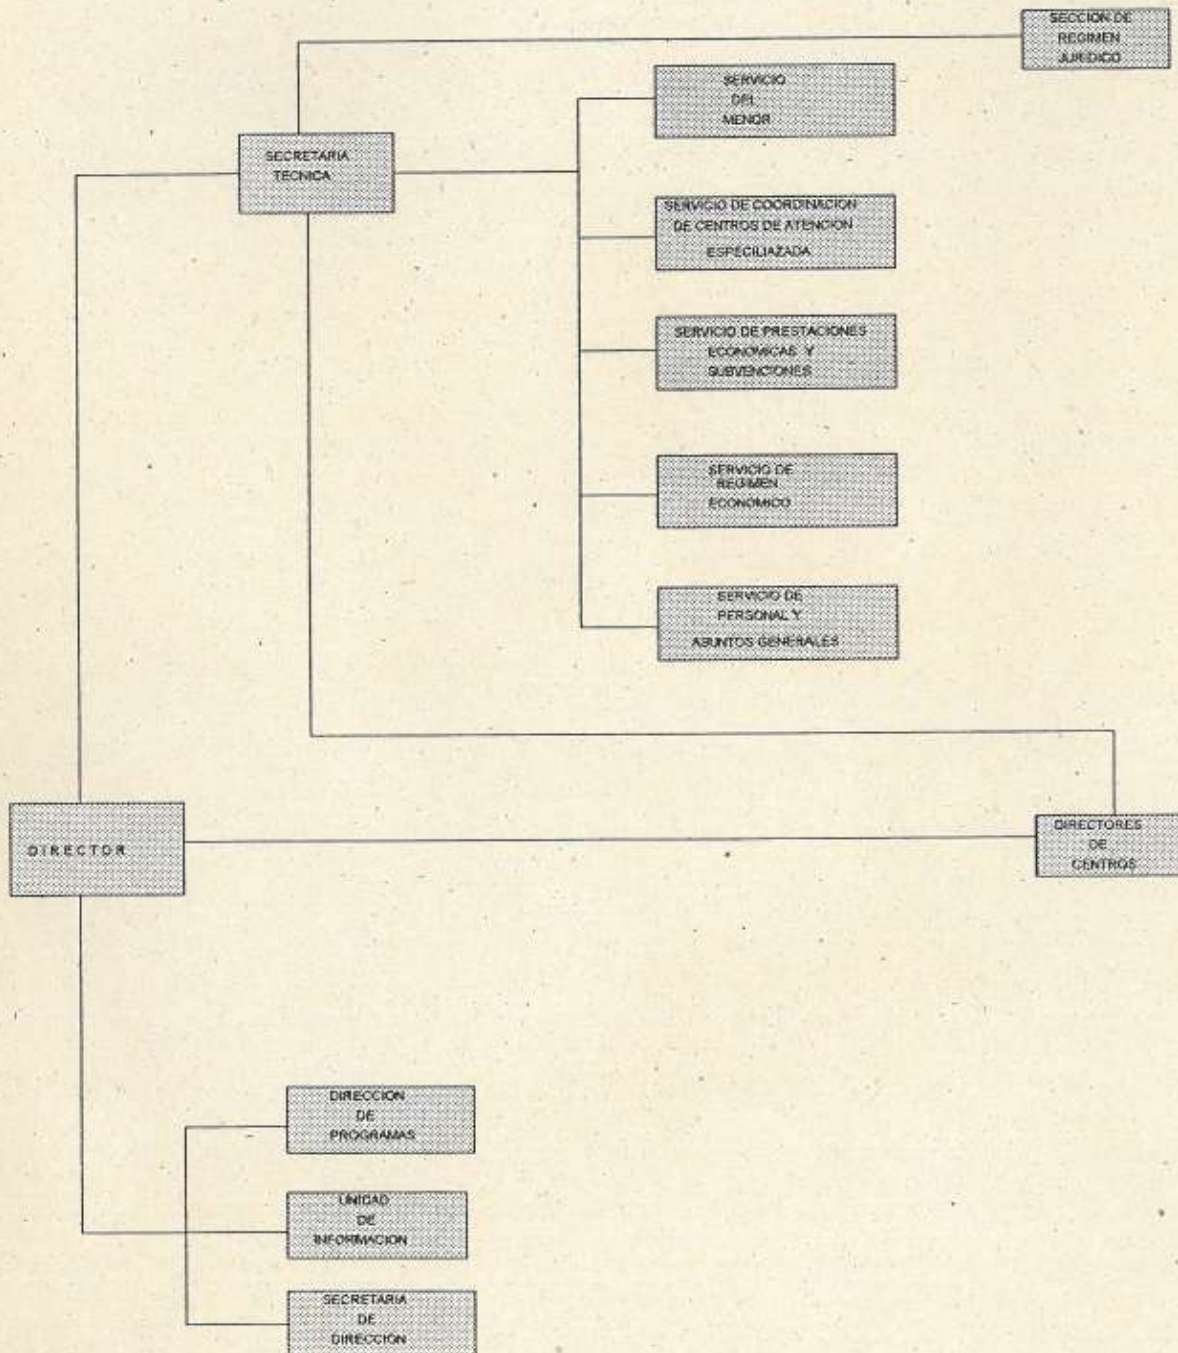 SECCION DE
REGIMEN
JURIDICO
SERVICIO
DEL
MENOR
SECRETARIA
TECNICA
SERVICIO DE COORDINACION
DE CENTROS DE ATENCION
ESPECILIAZADA
SERVICIO DE PRESTACIONES
ECONOMICAS Y
SUBVENCIONES
SERVICIO DE
REGIMEN
ECONOMICO
SERVICIO DE
PERSONAL Y
ASUNTOS GENERALES
DIRECTOR
DIRECTORES
DE
CENTROS
DIRECCION
DE
PROGRAMAS
UNIDAD
DE
INFORMACION
SECRETARIA
DE
DIRECCION